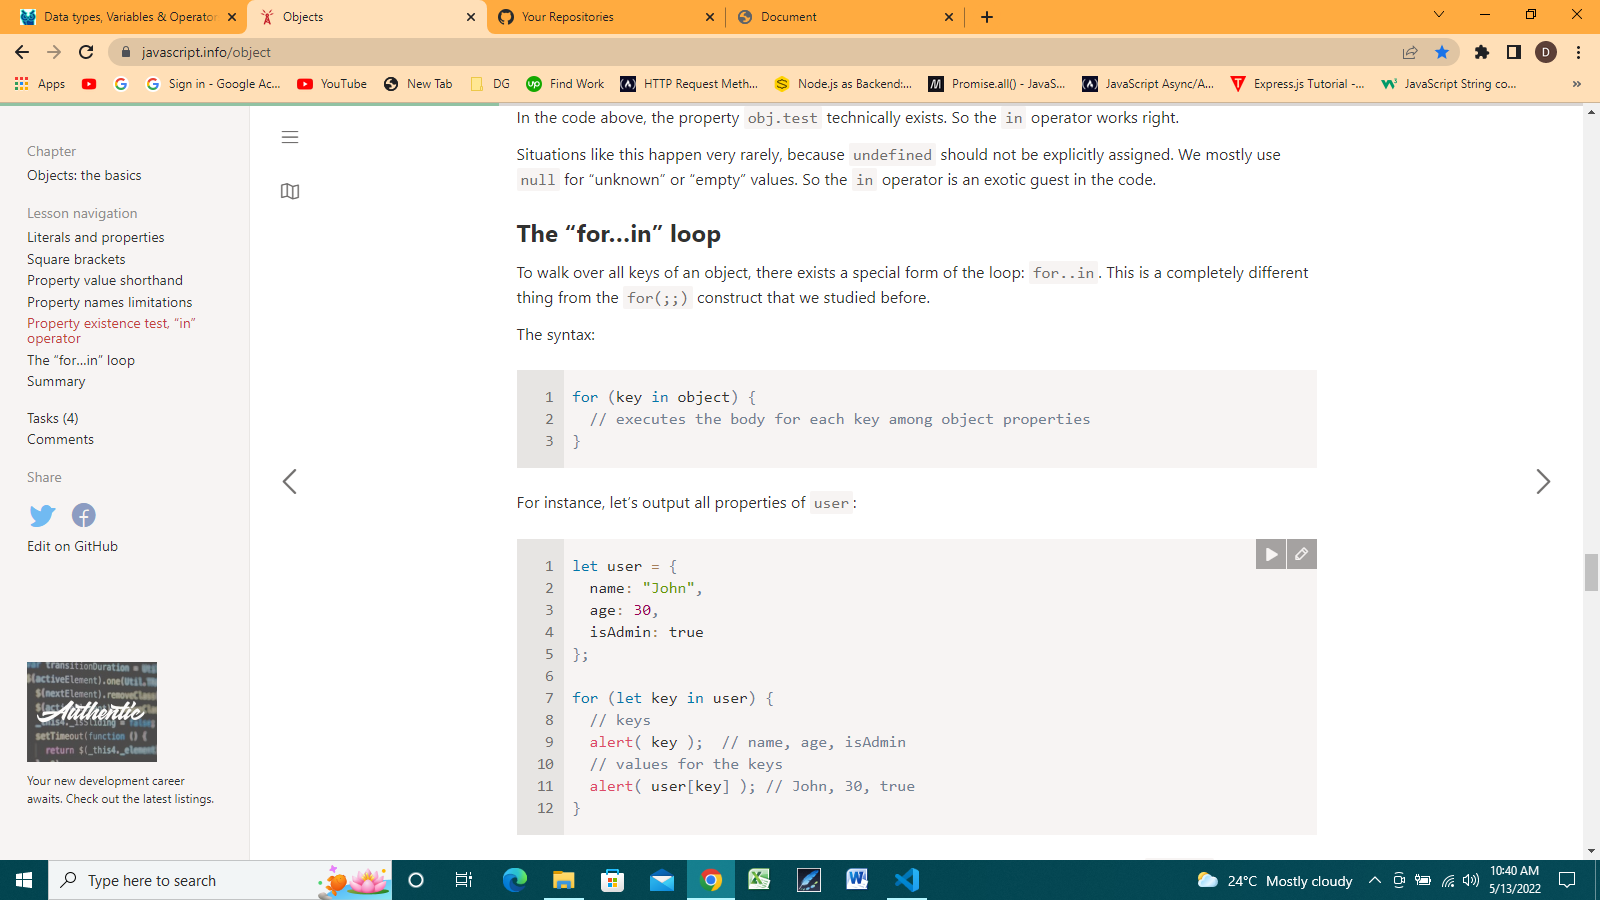 Data types, Variables & Operator
Objects
Your Repositories
Document
javascript.info/object
D
Apps
Sign in - Google Ac...
YouTube
New Tab
DG
Find Work
HTTP Request Meth...
Node.js as Backend:...
Promise.all() - JavaS...
JavaScript Async/A...
Express.js Tutorial -...
JavaScript String co...
»
Chapter
Objects: the basics
Lesson navigation
Literals and properties
Square brackets
Property value shorthand
Property names limitations
Property existence test, “in”
operator
The “for…in” loop
Summary
Tasks (4)
Comments
Share
Edit on GitHub
Authentic
Your new development career
awaits. Check out the latest listings.
In the code above, the property obj.test technically exists. So the in operator works right.
Situations like this happen very rarely, because undefined should not be explicitly assigned. We mostly use
null for “unknown” or “empty” values. So the in operator is an exotic guest in the code.
The “for…in” loop
To walk over all keys of an object, there exists a special form of the loop: for..in. This is a completely different
thing from the for(;;) construct that we studied before.
The syntax:
1 for (key in object) {
2   // executes the body for each key among object properties
3 }
For instance, let’s output all properties of user:
1 let user = {
2   name: "John",
3   age: 30,
4   isAdmin: true
5 };
6
7 for (let key in user) {
8   // keys
9   alert( key );  // name, age, isAdmin
10   // values for the keys
11   alert( user[key] ); // John, 30, true
12 }
Type here to search
24°C Mostly cloudy
10:40 AM
5/13/2022